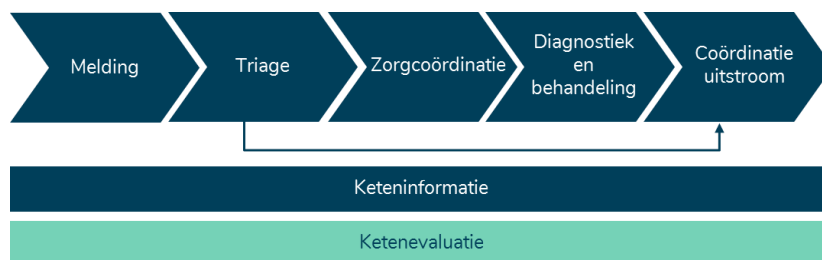 Melding
Triage
Zorgcoördinatie
Diagnostiek
en
behandeling
Coördinatie
uitstroom
Keteninformatie
Ketenevaluatie